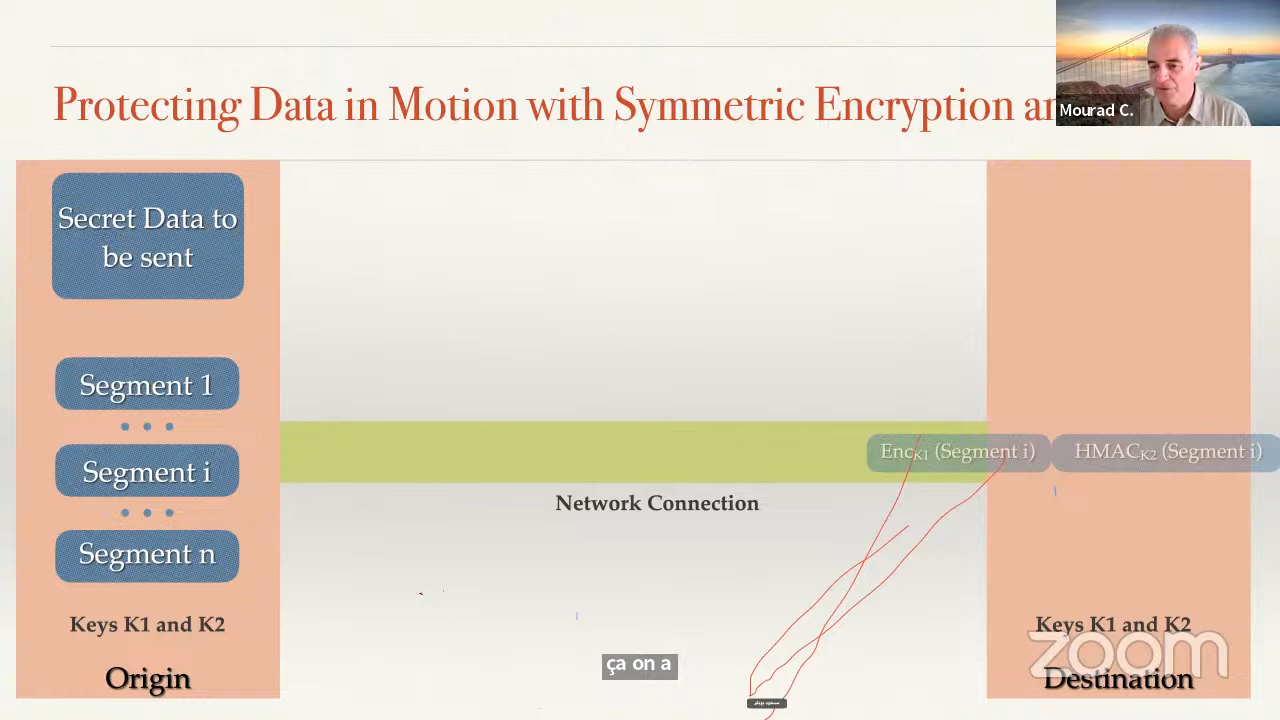 Protecting Data in Motion with Symmetric Encryption an
Mourad C.
Secret Data to
be sent
Segment 1
Segment i
Segment n
Keys K1 and K2
Origin
Network Connection
EncK1 (Segment i)
HMACK2 (Segment i)
Keys K1 and K2
Destination
zoom
ça on a